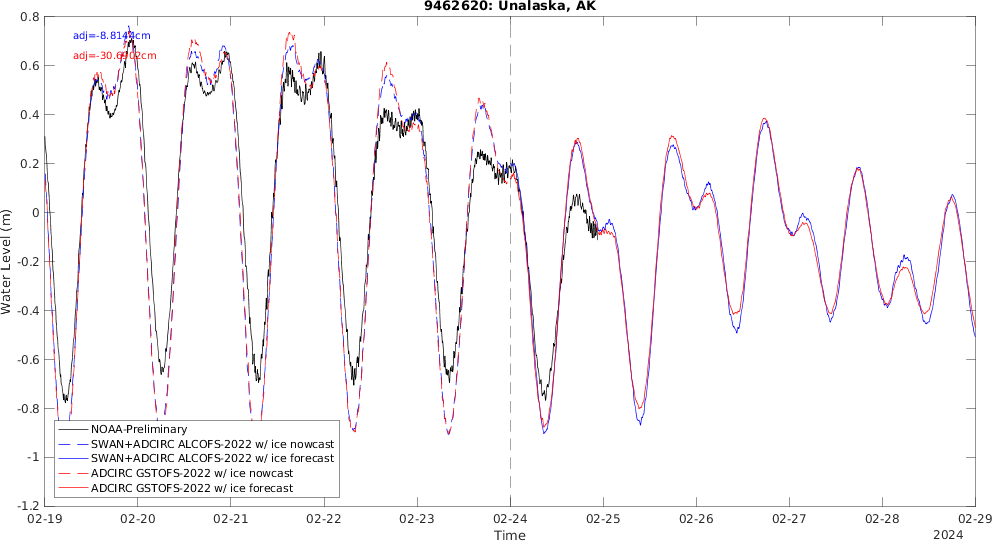 9462620: Unalaska, AK
adj=-8.8144cm
cm
0.8
0.6
0.4
0.2
0
-0.2
-0.4
-0.6
-0.8
-1
-1.2
Water Level (m)
NOAA-Preliminary
SWAN+ADCIRC ALCOFS-2022 w/ ice nowcast
SWAN+ADCIRC ALCOFS-2022 w/ ice forecast
ADCIRC GSTOFS-2022 w/ ice nowcast
ADCIRC GSTOFS-2022 w/ ice forecast
02-19 02-20 02-21 02-22 02-23 02-24 02-25 02-26 02-27 02-28 02-29
Time
2024